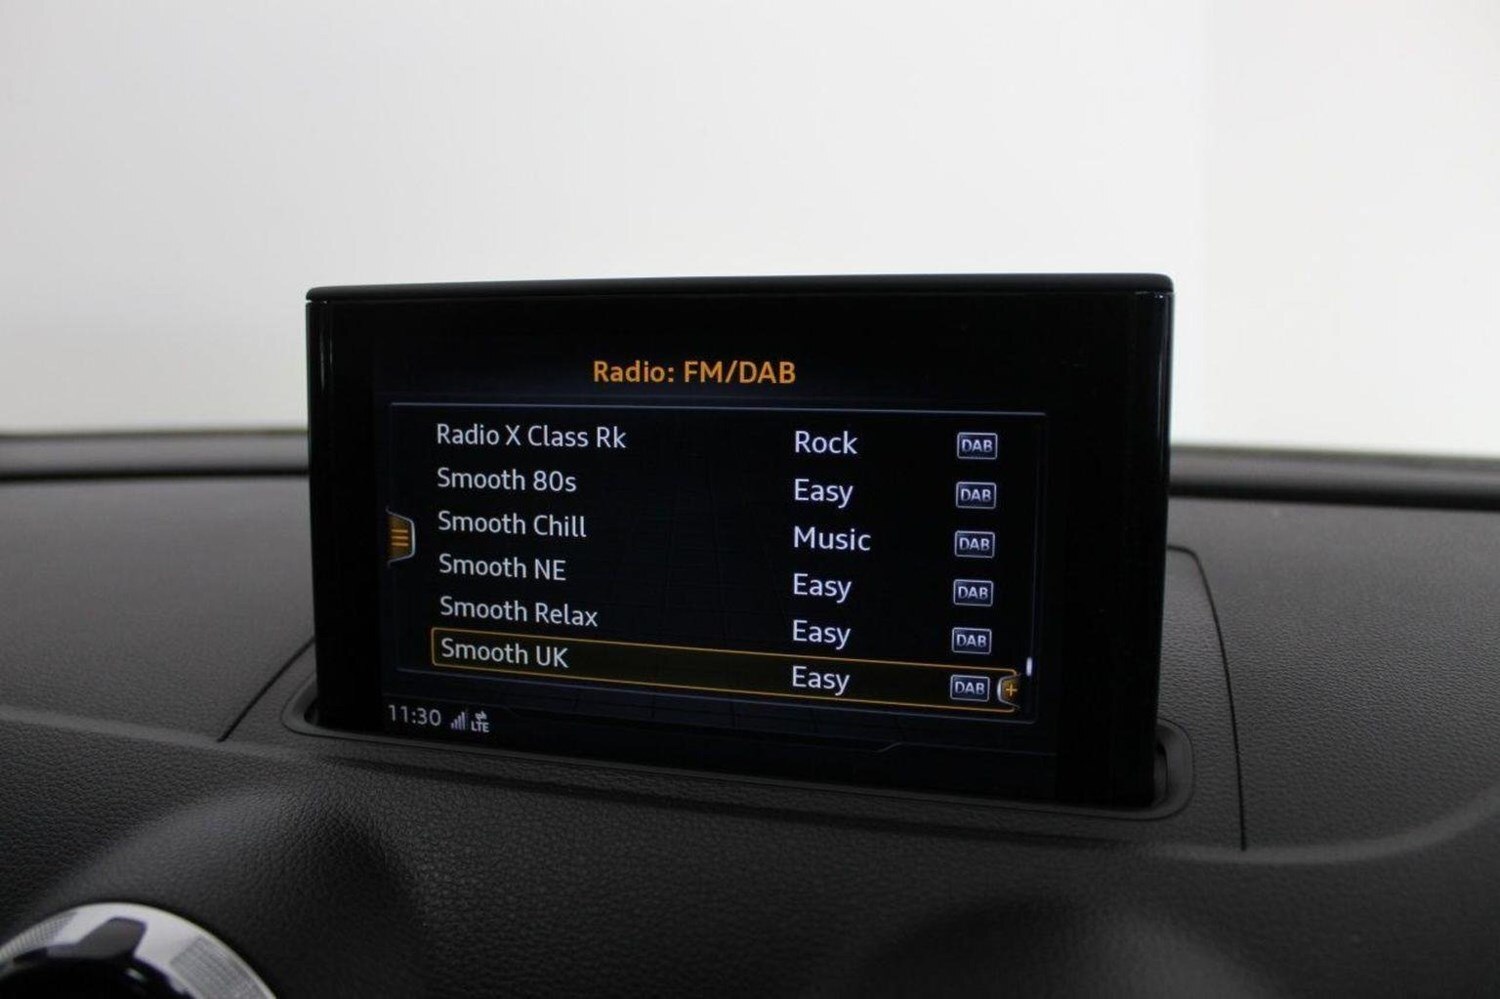 Radio: FM/DAB
Radio X Class Rk Rock DAB
Smooth 80s Easy DAB
Smooth Chill Music DAB
Smooth NE Easy DAB
Smooth Relax Easy DAB
Smooth UK Easy DAB +
11:30 LTE